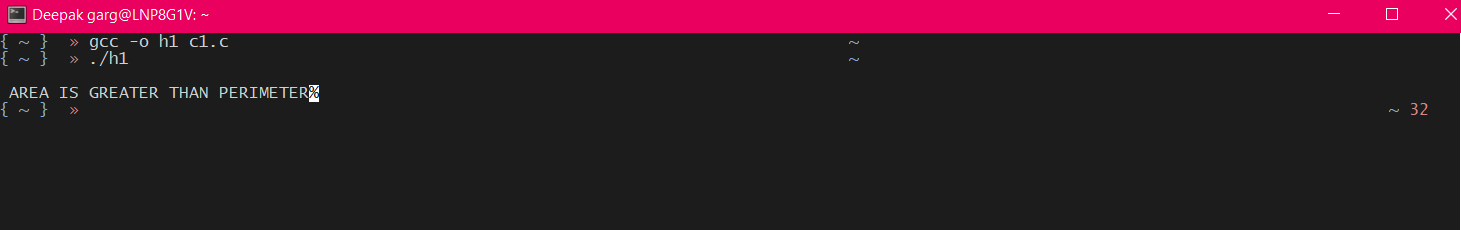 Deepak garg@LNP8G1V: ~
{ ~ } » gcc -o h1 c1.c ~
{ ~ } » ./h1 ~
AREA IS GREATER THAN PERIMETER%
{ ~ } » ~ 32